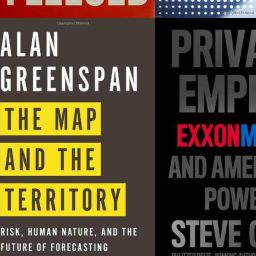 ALAN
GREENSPAN
THE MAP
AND THE
TERRITORY
RISK, HUMAN NATURE, AND THE
FUTURE OF FORECASTING
PRIVA
EMP
EXXONM
AND AME
POWE
STEVE